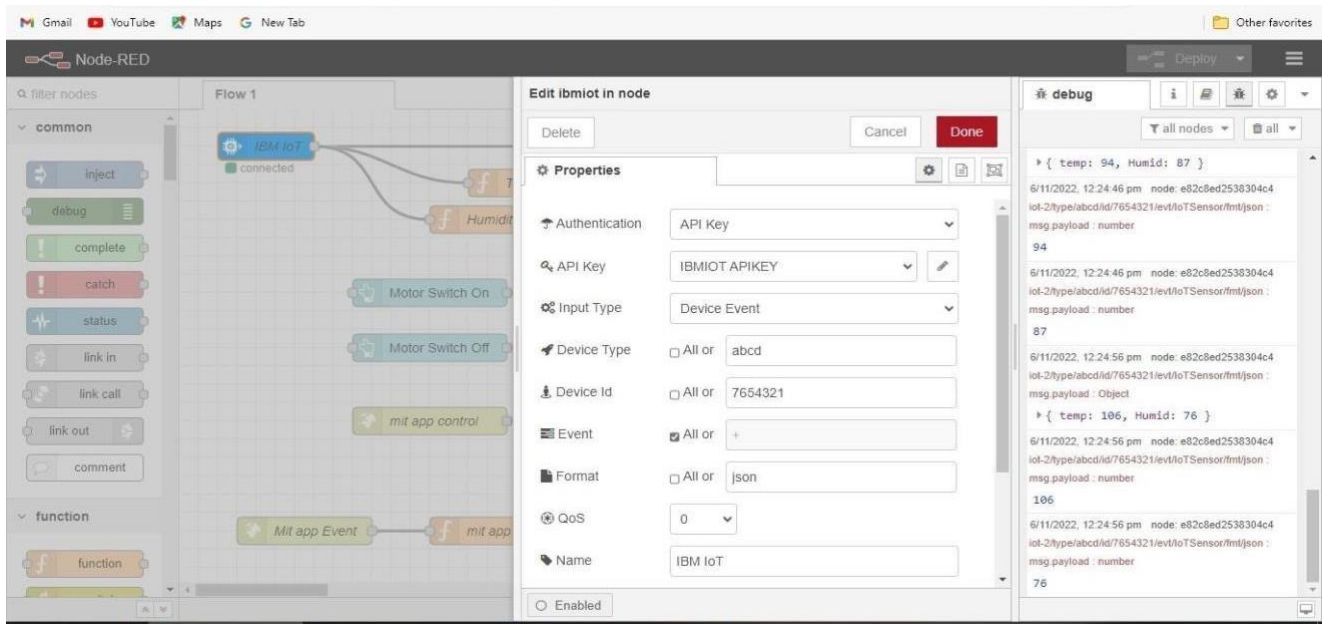 Gmail YouTube Maps New Tab Other favorites
Node-RED Deploy
filter nodes
common
inject
debug
complete
catch
status
link in
link call
link out
comment
function
function
Flow 1
IBM IoT
connected
T
Humidit
Motor Switch On
Motor Switch Off
mit app control
Mit app Event mit app
Edit ibmiot in node
Delete Cancel Done
Properties
Authentication API Key
API Key IBMIOT APIKEY
Input Type Device Event
Device Type All or abcd
Device Id All or 7654321
Event All or +
Format All or json
QoS 0
Name IBM IoT
Enabled
debug i
all nodes all
{ temp: 94, Humid: 87 }
6/11/2022, 12:24:46 pm node: e82c8ed2538304c4
iot-2/type/abcd/id/7654321/evt/IoTSensor/fmt/json :
msg.payload : number
94
6/11/2022, 12:24:46 pm node: e82c8ed2538304c4
iot-2/type/abcd/id/7654321/evt/IoTSensor/fmt/json :
msg.payload : number
87
6/11/2022, 12:24:56 pm node: e82c8ed2538304c4
iot-2/type/abcd/id/7654321/evt/IoTSensor/fmt/json :
msg.payload : Object
{ temp: 106, Humid: 76 }
6/11/2022, 12:24:56 pm node: e82c8ed2538304c4
iot-2/type/abcd/id/7654321/evt/IoTSensor/fmt/json :
msg.payload : number
106
6/11/2022, 12:24:56 pm node: e82c8ed2538304c4
iot-2/type/abcd/id/7654321/evt/IoTSensor/fmt/json :
msg.payload : number
76